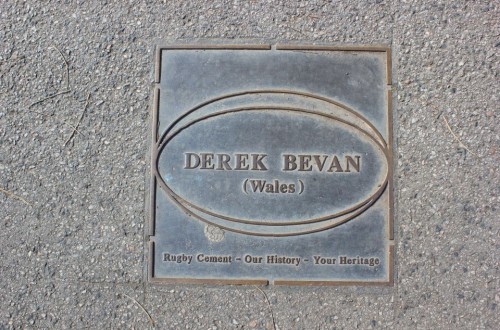 DEREK BEVAN
(Wales)
Rugby Cement - Our History - Your Heritage